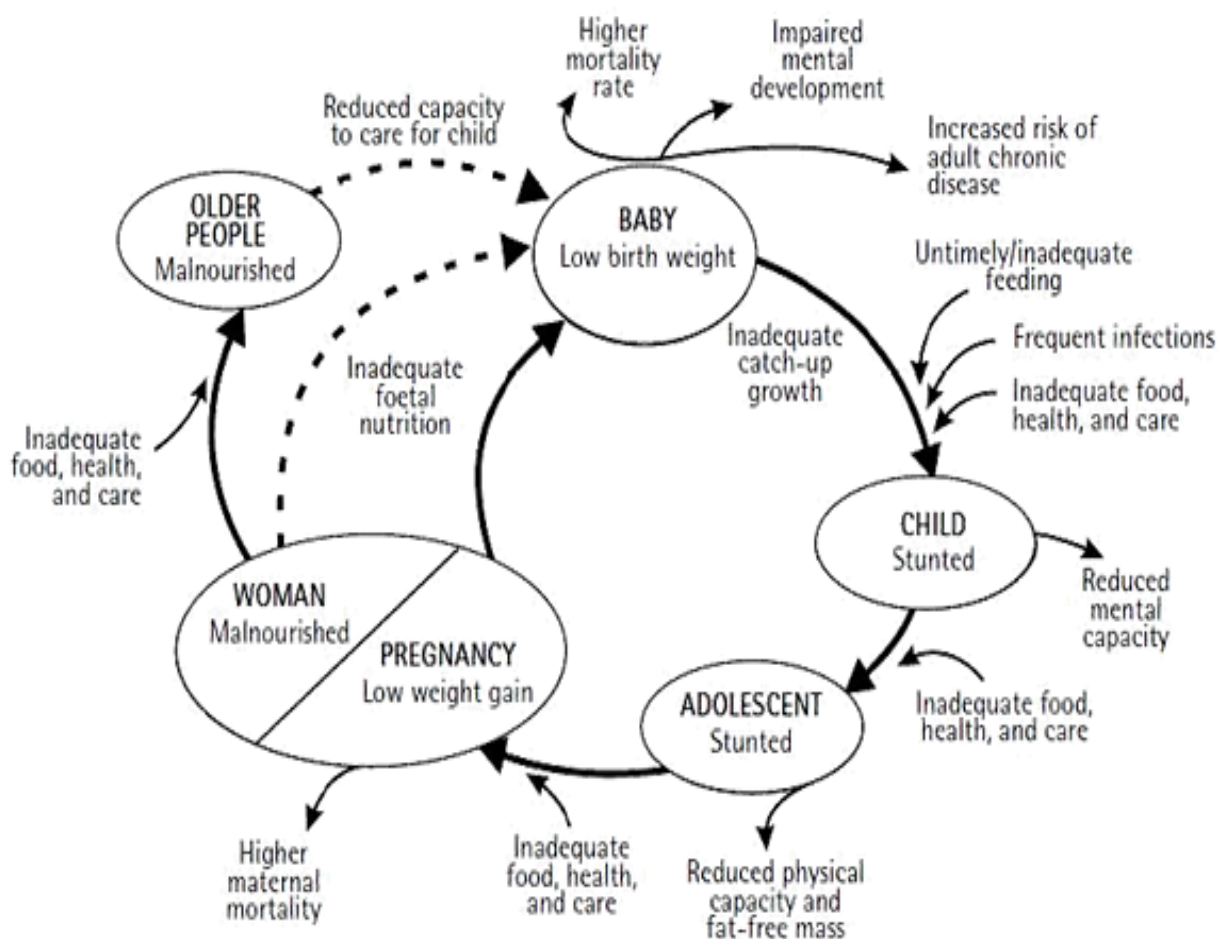 Higher
mortality
rate
Impaired
mental
development
Increased risk of
adult chronic
disease
Reduced capacity
to care for child
OLDER
PEOPLE
Malnourished
BABY
Low birth weight
Untimely/inadequate
feeding
Frequent infections
Inadequate food,
health, and care
Inadequate
catch-up
growth
Inadequate
foetal
nutrition
Inadequate
food, health,
and care
CHILD
Stunted
Reduced
mental
capacity
WOMAN
Malnourished
PREGNANCY
Low weight gain
ADOLESCENT
Stunted
Inadequate food,
health, and care
Higher
maternal
mortality
Inadequate
food, health,
and care
Reduced physical
capacity and
fat-free mass